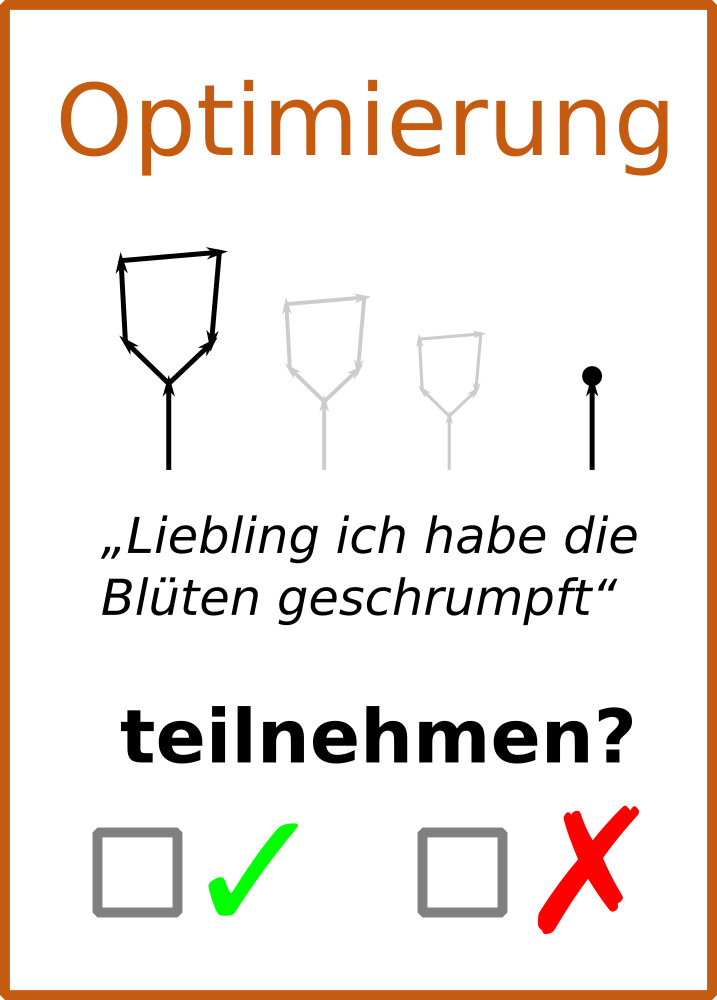 Optimierung
„Liebling ich habe die
Blüten geschrumpft“
teilnehmen?